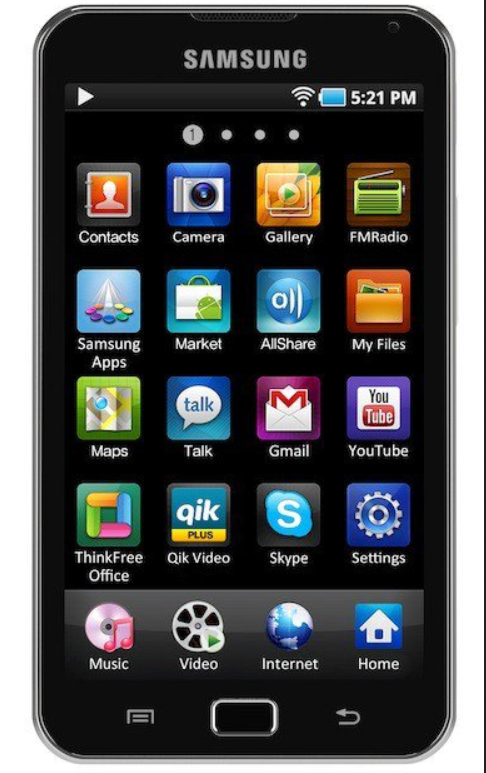 SAMSUNG
5:21 PM
1
Contacts Camera Gallery FMRadio
Samsung Apps Market AllShare My Files
talk
You
Tube
Maps Talk Gmail YouTube
qik
PLUS
ThinkFree Office Qik Video Skype Settings
Music Video Internet Home